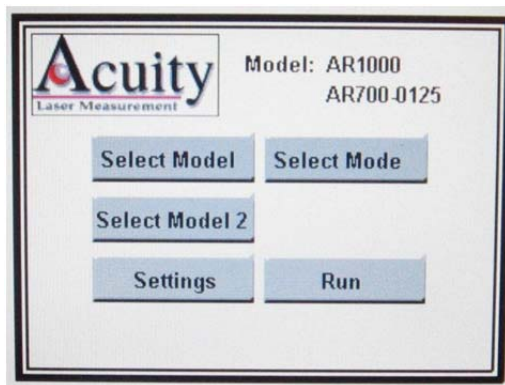 Acuity
Laser Measurement
Model: AR1000
AR700-0125
Select Model
Select Mode
Select Model 2
Settings
Run